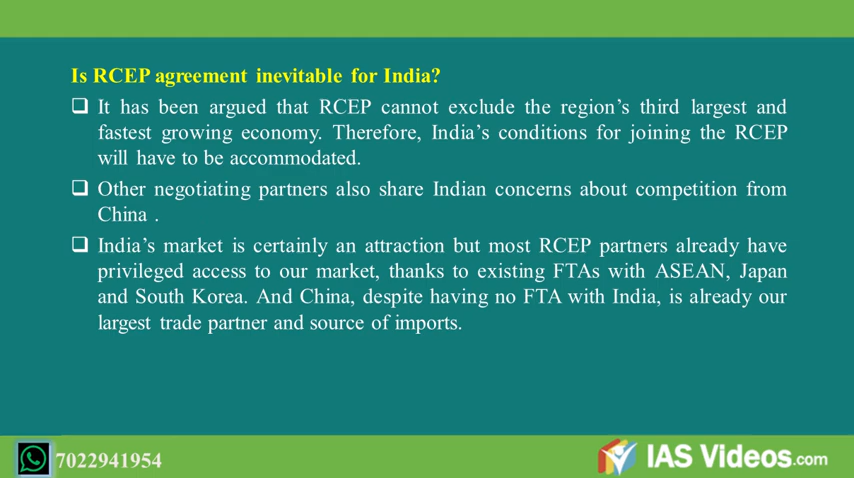 Is RCEP agreement inevitable for India?
❑ It has been argued that RCEP cannot exclude the region’s third largest and
fastest growing economy. Therefore, India’s conditions for joining the RCEP
will have to be accommodated.
❑ Other negotiating partners also share Indian concerns about competition from
China .
❑ India’s market is certainly an attraction but most RCEP partners already have
privileged access to our market, thanks to existing FTAs with ASEAN, Japan
and South Korea. And China, despite having no FTA with India, is already our
largest trade partner and source of imports.
7022941954
IAS Videos.com